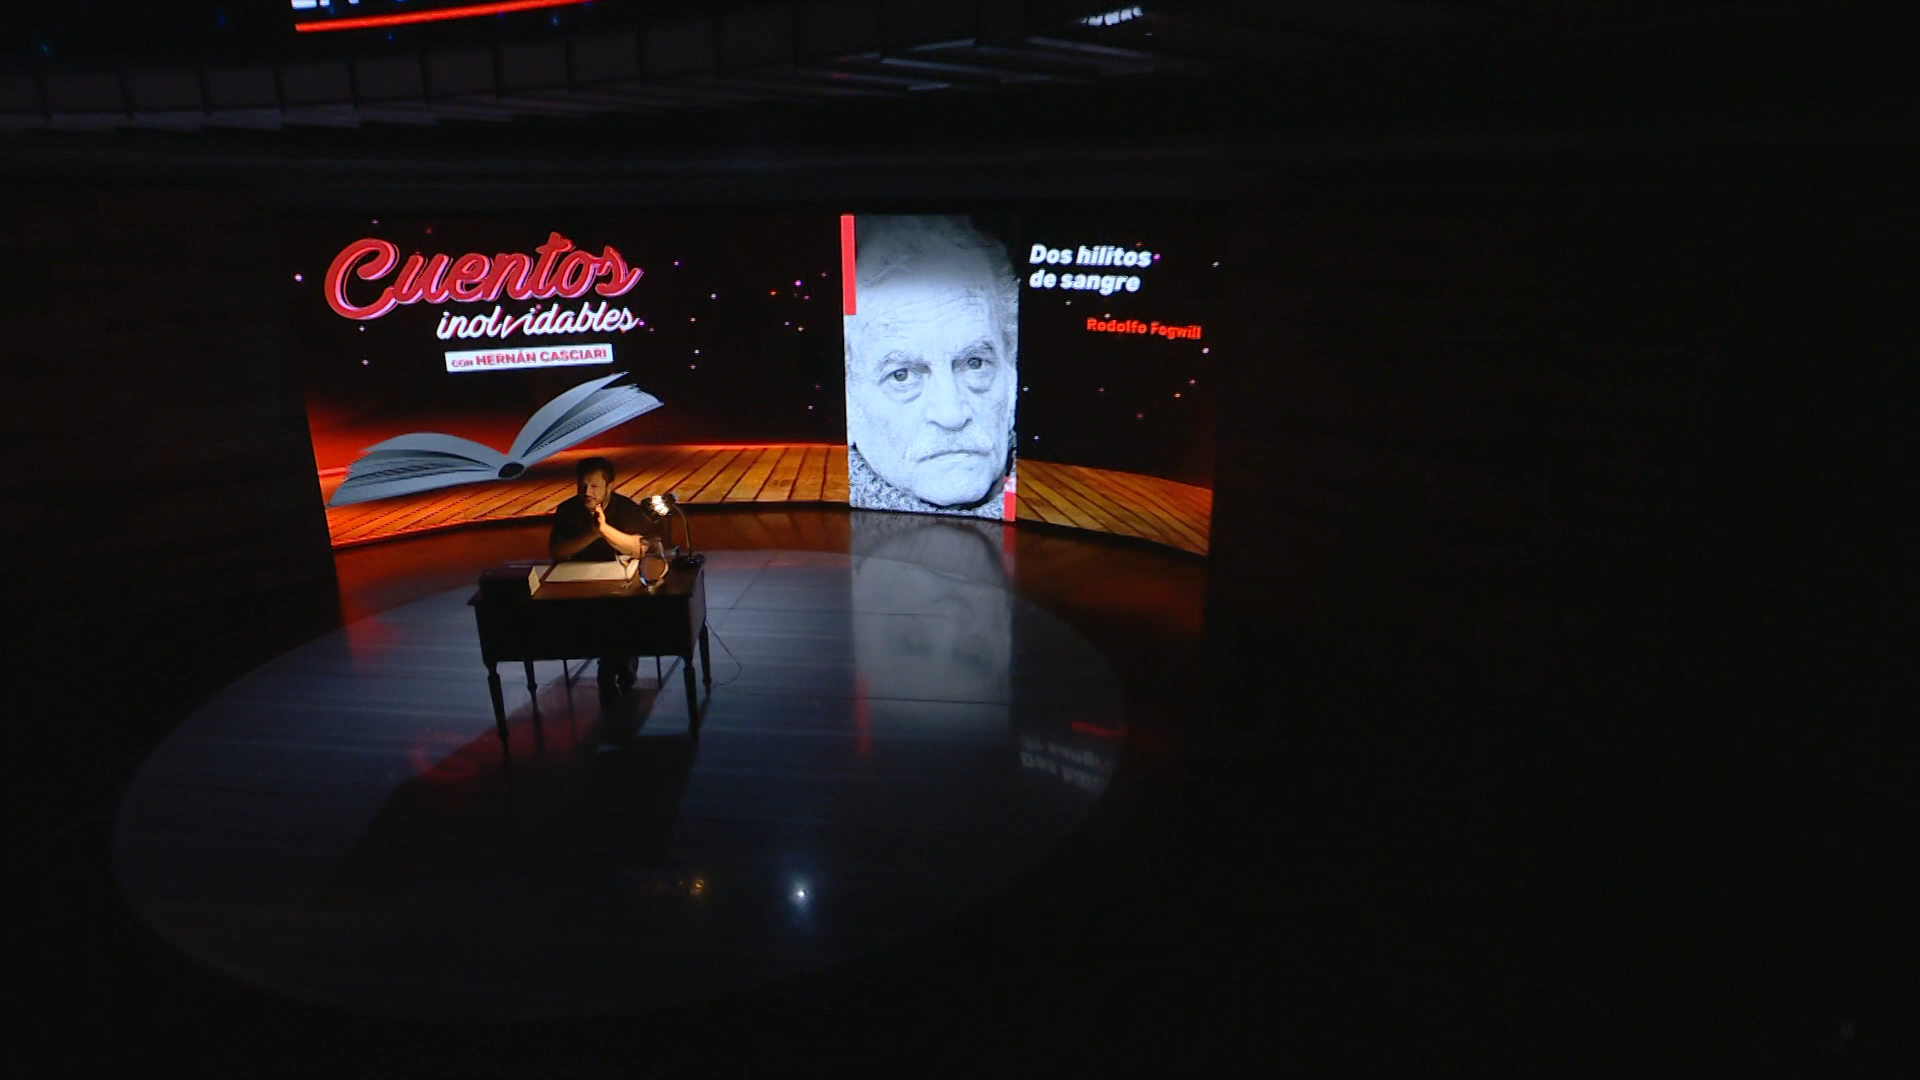 Cuentos
inolvidables
CON HERNÁN CASCIARI
Dos hilitos
de sangre
Rodolfo Fogwill